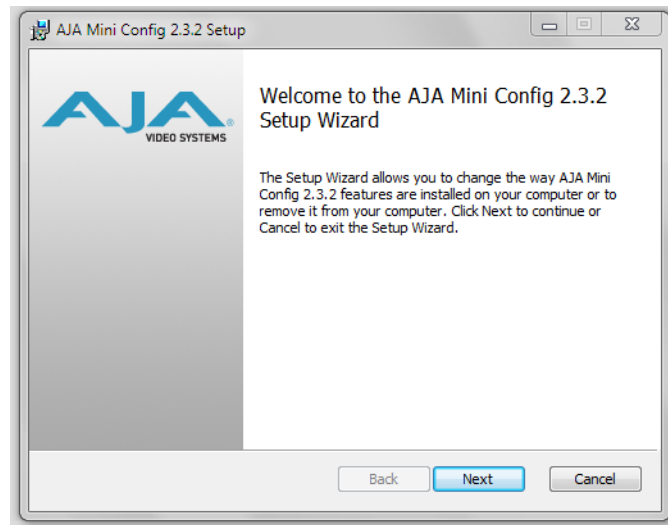 AJA Mini Config 2.3.2 Setup
AJA
VIDEO SYSTEMS
Welcome to the AJA Mini Config 2.3.2
Setup Wizard
The Setup Wizard allows you to change the way AJA Mini
Config 2.3.2 features are installed on your computer or to
remove it from your computer. Click Next to continue or
Cancel to exit the Setup Wizard.
Back Next Cancel